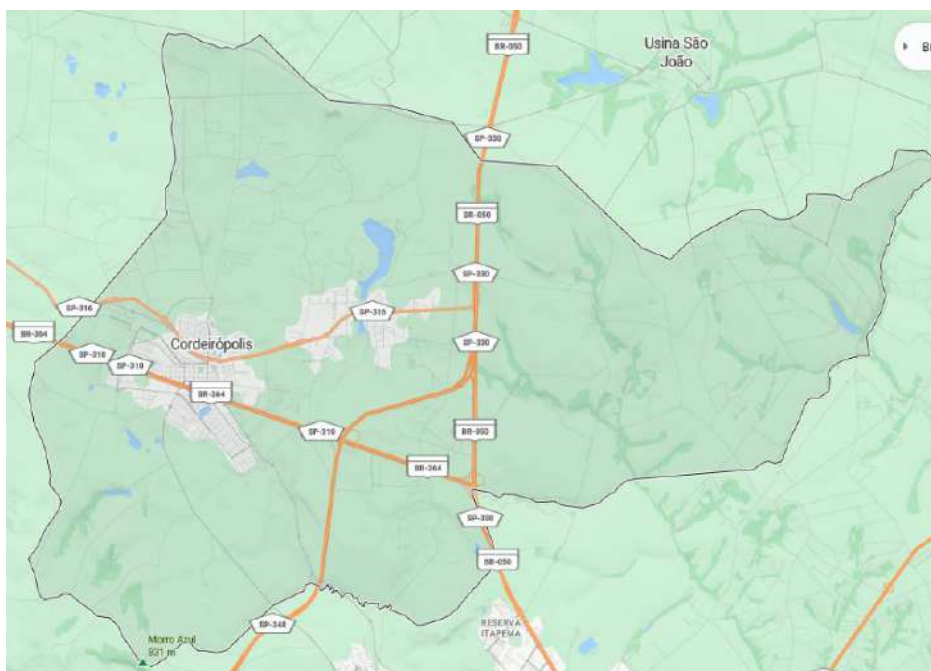 BR-050
Usina São
João
SP-330
BR-050
SP-330
SP-316
SP-316
BR-364
Cordeirópolis
SP-330
SP-310
SP-310
BR-364
SP-310
BR-050
BR-364
SP-330
BR-050
SP-348
RESERVA
ITAPEMA
Morro Azul
831 m